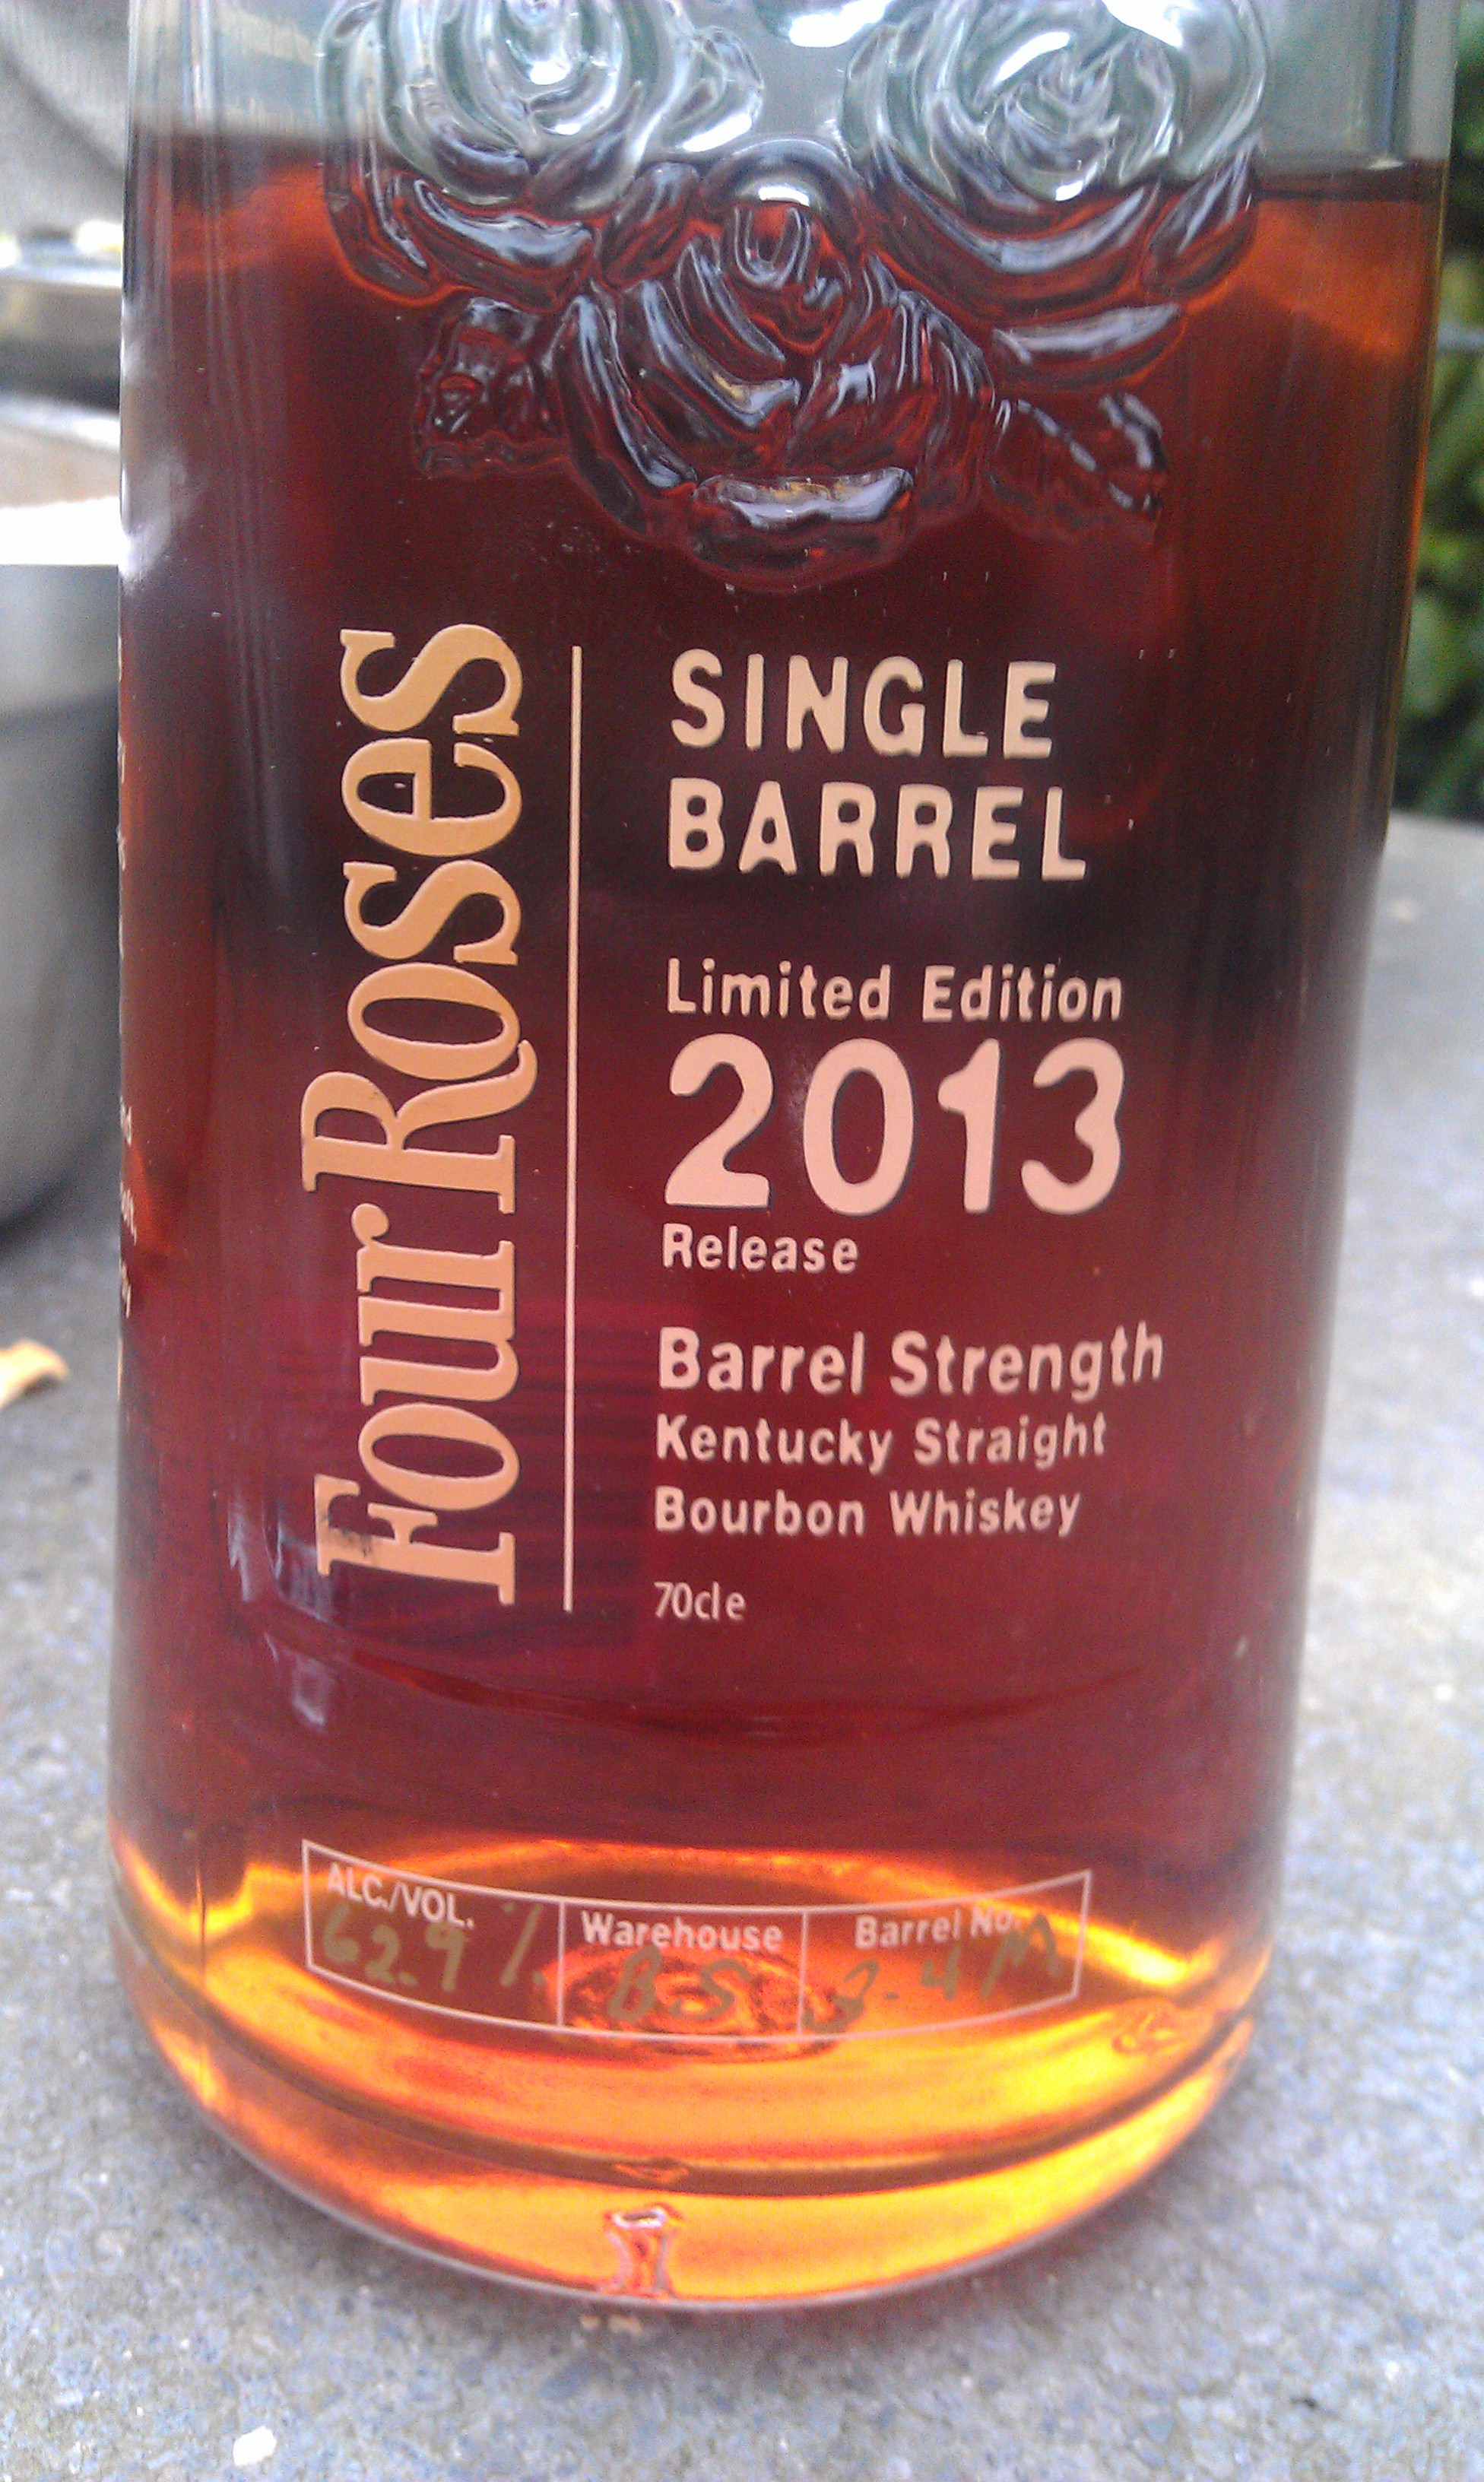 Four Roses
SINGLE
BARREL
Limited Edition
2013
Release
Barrel Strength
Kentucky Straight
Bourbon Whiskey
70cle
ALC./VOL.
62.9 %
Warehouse
BS
Barrel No.